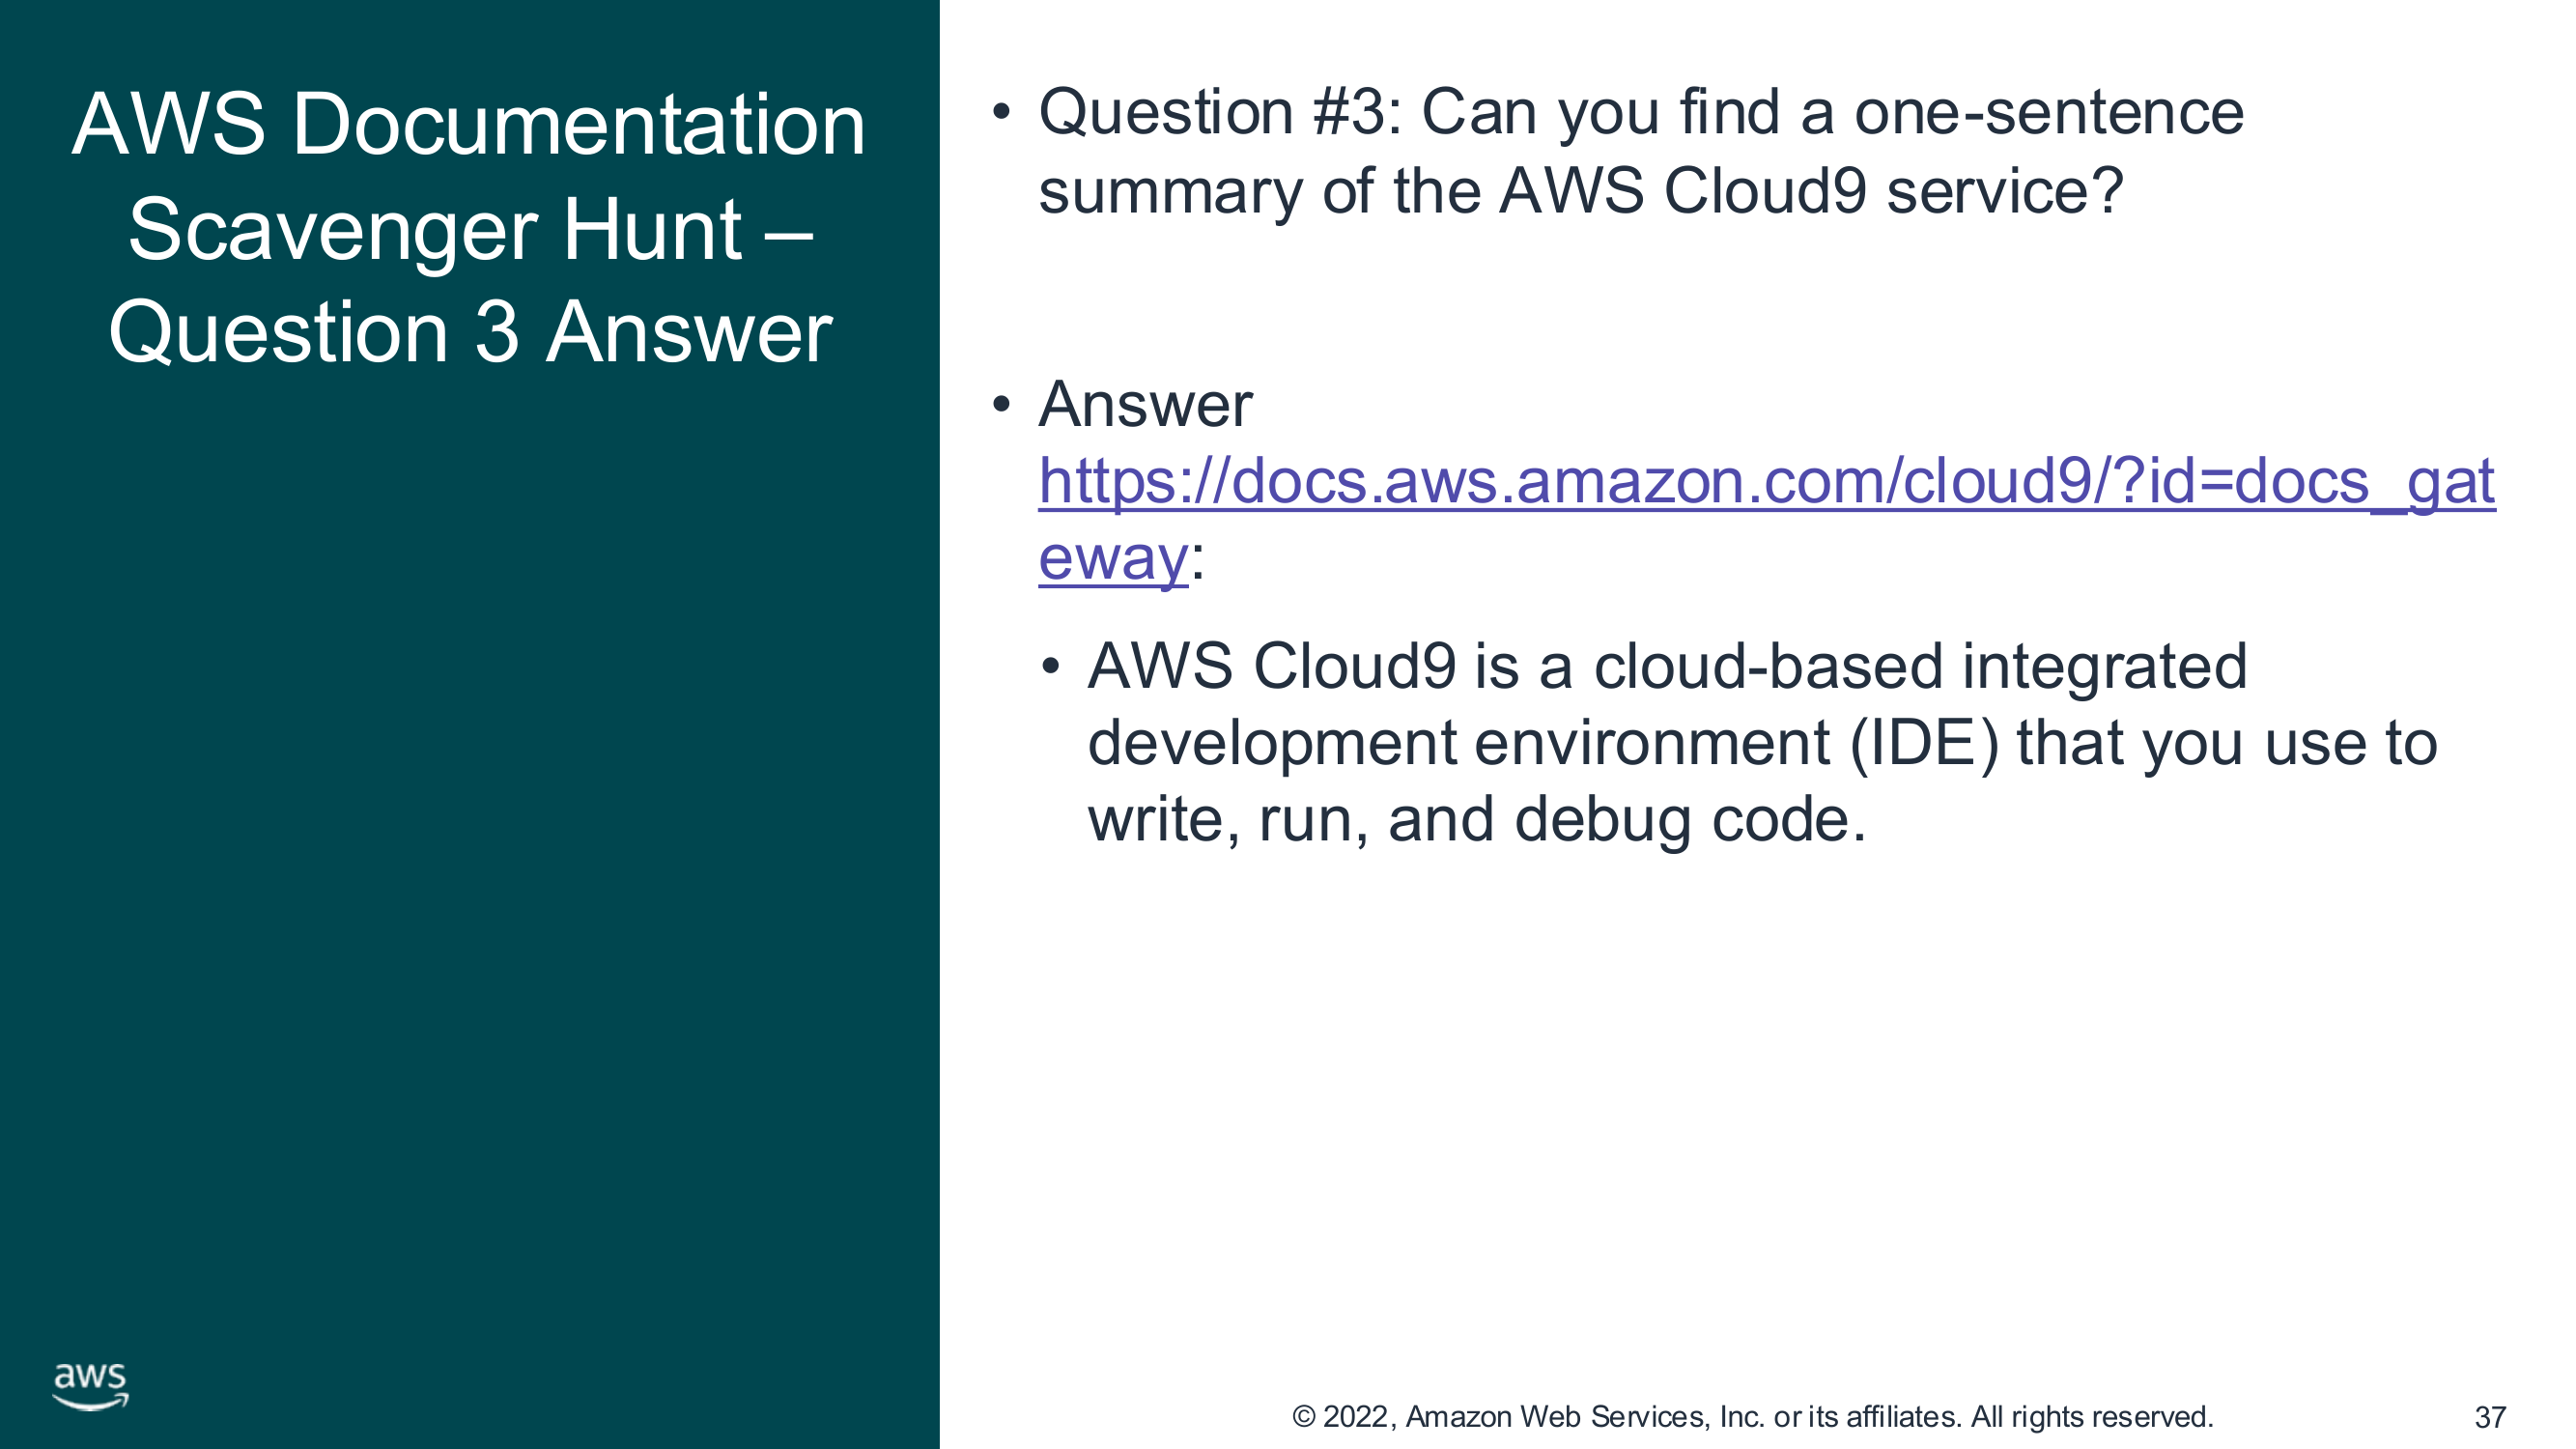 AWS Documentation
Scavenger Hunt –
Question 3 Answer
• Question #3: Can you find a one-sentence
summary of the AWS Cloud9 service?
• Answer
https://docs.aws.amazon.com/cloud9/?id=docs_gat
eway:
• AWS Cloud9 is a cloud-based integrated
development environment (IDE) that you use to
write, run, and debug code.
aws
© 2022, Amazon Web Services, Inc. or its affiliates. All rights reserved.
37